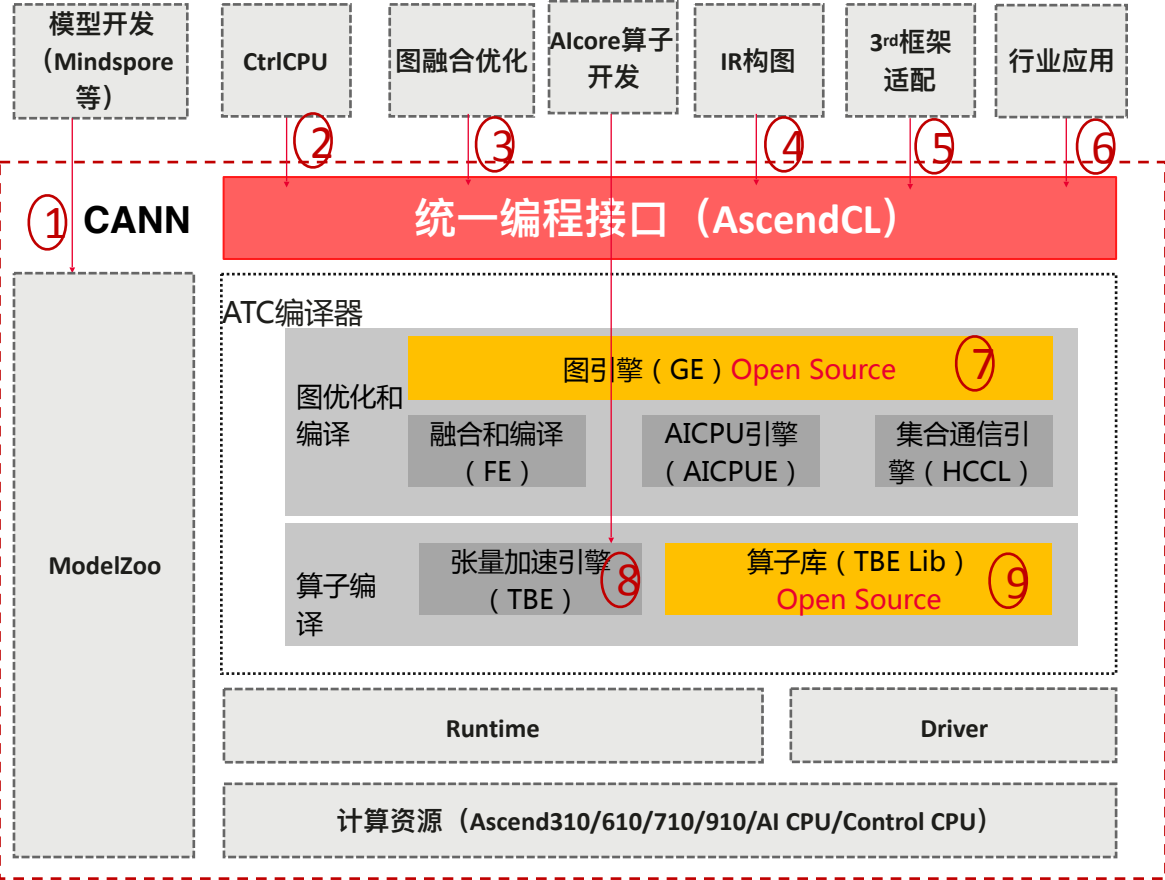 模型开发
（Mindspore
等）
CtrlCPU
图融合优化
AIcore算子
开发
IR构图
3rd框架
适配
行业应用
2
3
4
5
6
1
CANN
统一编程接口（AscendCL）
ATC编译器
图优化和
编译
图引擎（GE）Open Source
7
融合和编译
（FE）
AICPU引擎
（AICPUE）
集合通信引
擎（HCCL）
ModelZoo
算子编
译
张量加速引擎
（TBE）
8
算子库（TBE Lib）
Open Source
9
Runtime
Driver
计算资源（Ascend310/610/710/910/AI CPU/Control CPU）